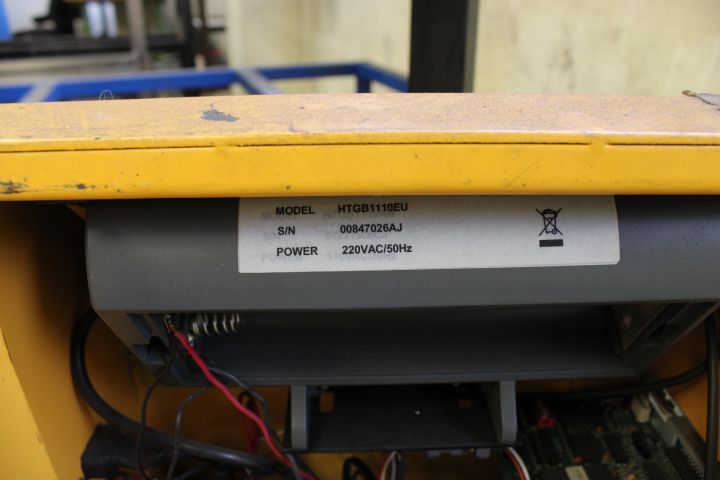 MODEL HTGB1110EU
S/N 00847026AJ
POWER 220VAC/50Hz